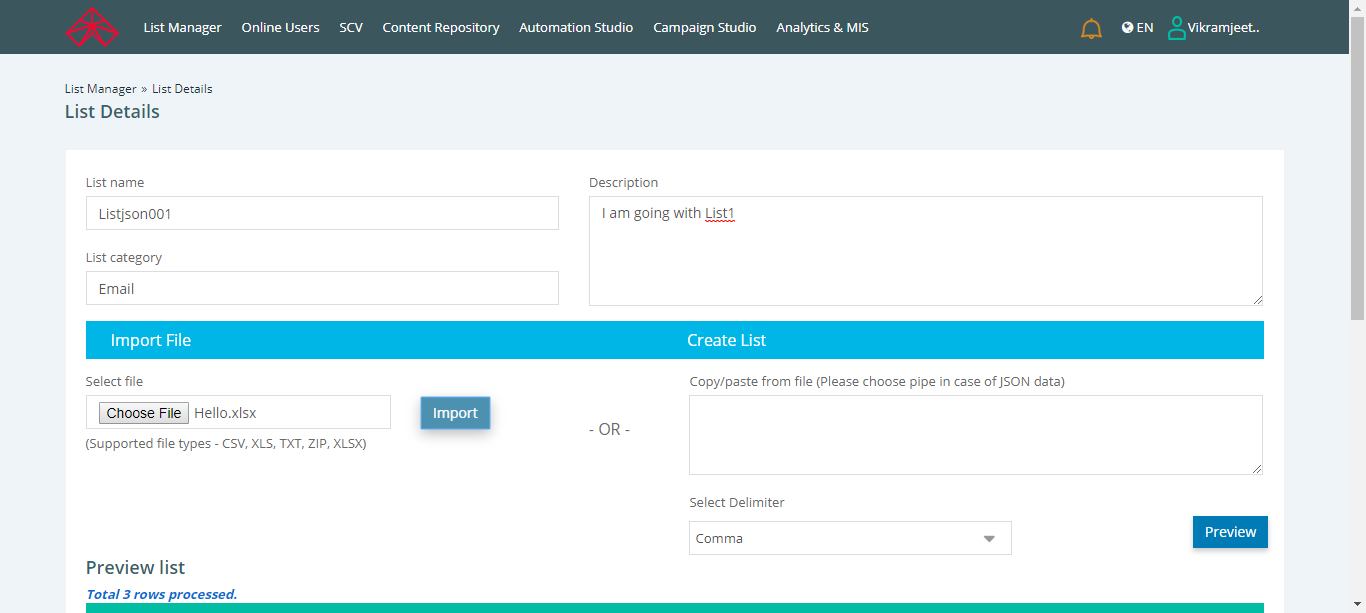 List Manager Online Users SCV Content Repository Automation Studio Campaign Studio Analytics & MIS EN Vikramjeet..
List Manager » List Details
List Details
List name
Listjson001
List category
Email
Description
I am going with List1
Import File Create List
Select file
Choose File Hello.xlsx
Import
(Supported file types - CSV, XLS, TXT, ZIP, XLSX)
- OR -
Copy/paste from file (Please choose pipe in case of JSON data)
Select Delimiter
Comma
Preview
Preview list
Total 3 rows processed.